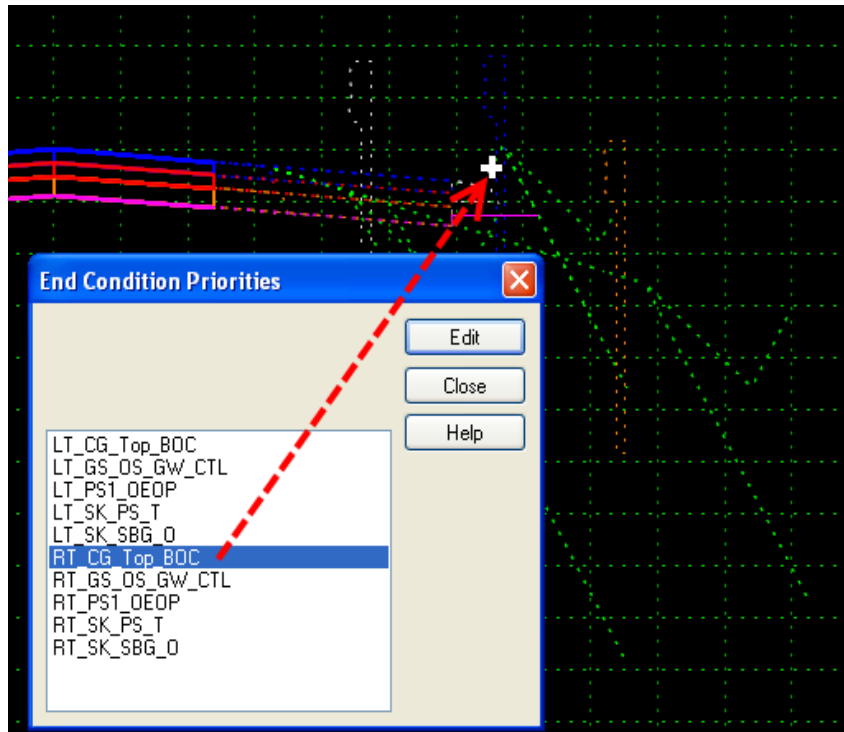 End Condition Priorities
Edit
Close
Help
LT_CG_Top_BOC
LT_GS_OS_GW_CTL
LT_PS1_OEOP
LT_SK_PS_T
LT_SK_SBG_O
RT_CG_Top_BOC
RT_GS_OS_GW_CTL
RT_PS1_OEOP
RT_SK_PS_T
RT_SK_SBG_O